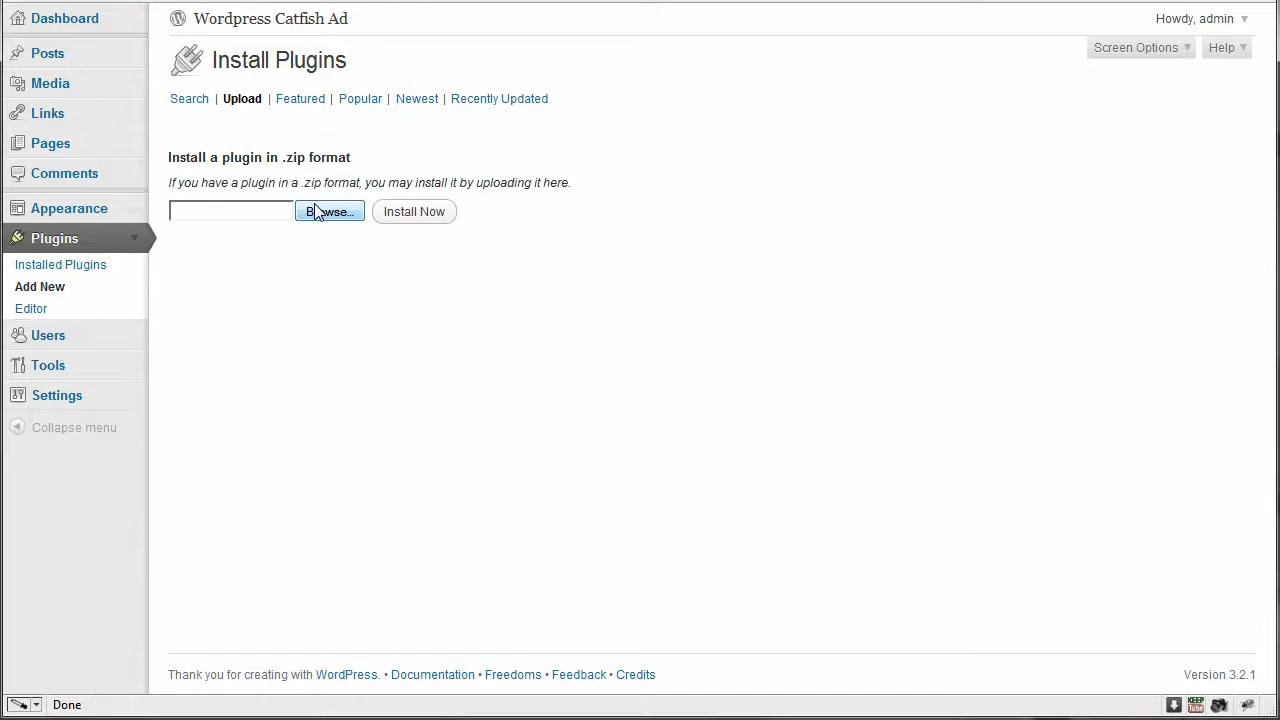 Dashboard
Posts
Media
Links
Pages
Comments
Appearance
Plugins
Installed Plugins
Add New
Editor
Users
Tools
Settings
Collapse menu
Wordpress Catfish Ad
Howdy, admin
Install Plugins
Screen Options
Help
Search | Upload | Featured | Popular | Newest | Recently Updated
Install a plugin in .zip format
If you have a plugin in a .zip format, you may install it by uploading it here.
Browse... Install Now
Thank you for creating with WordPress. • Documentation • Freedoms • Feedback • Credits
Version 3.2.1
Done
KEEP
Tube